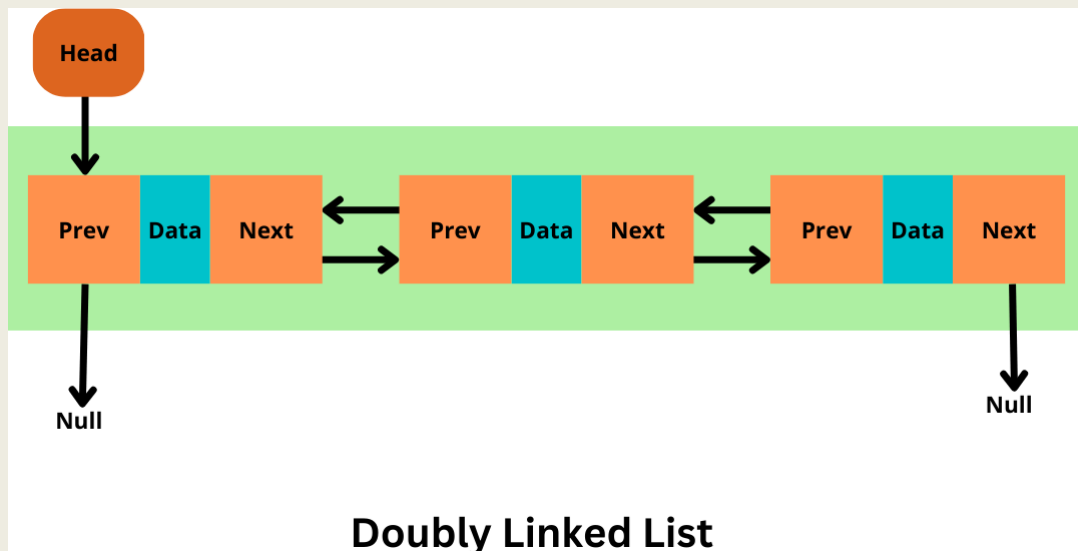 Head
Prev Data Next Prev Data Next Prev Data Next
Null Null
Doubly Linked List